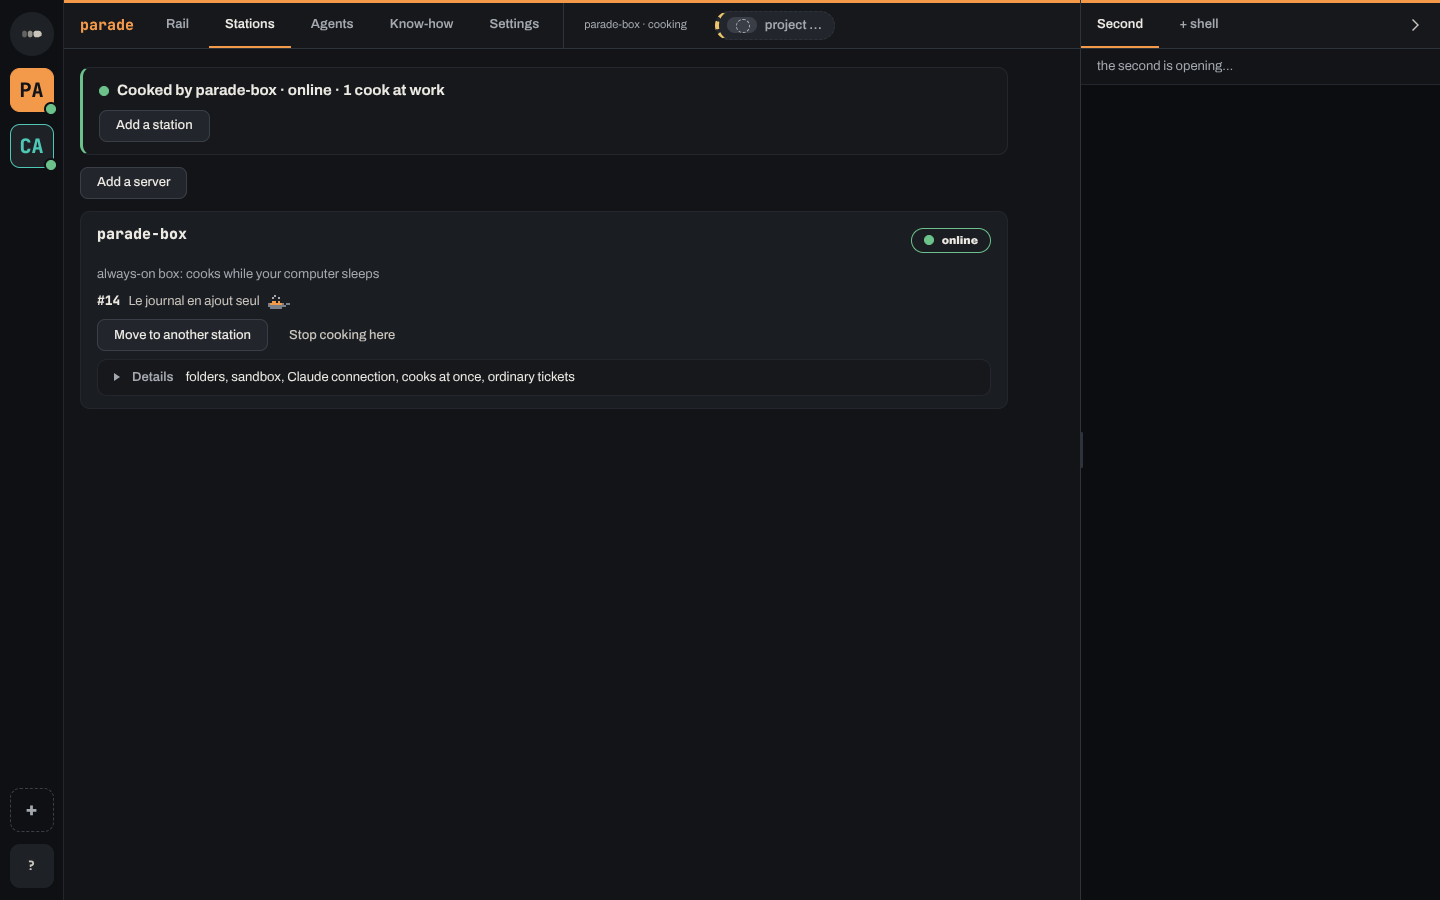 PA
CA
+
?
parade Rail Stations Agents Know-how Settings parade-box · cooking project ...
Cooked by parade-box · online · 1 cook at work
Add a station
Add a server
parade-box
online
always-on box: cooks while your computer sleeps
#14 Le journal en ajout seul
Move to another station Stop cooking here
Details folders, sandbox, Claude connection, cooks at once, ordinary tickets
Second + shell
the second is opening...